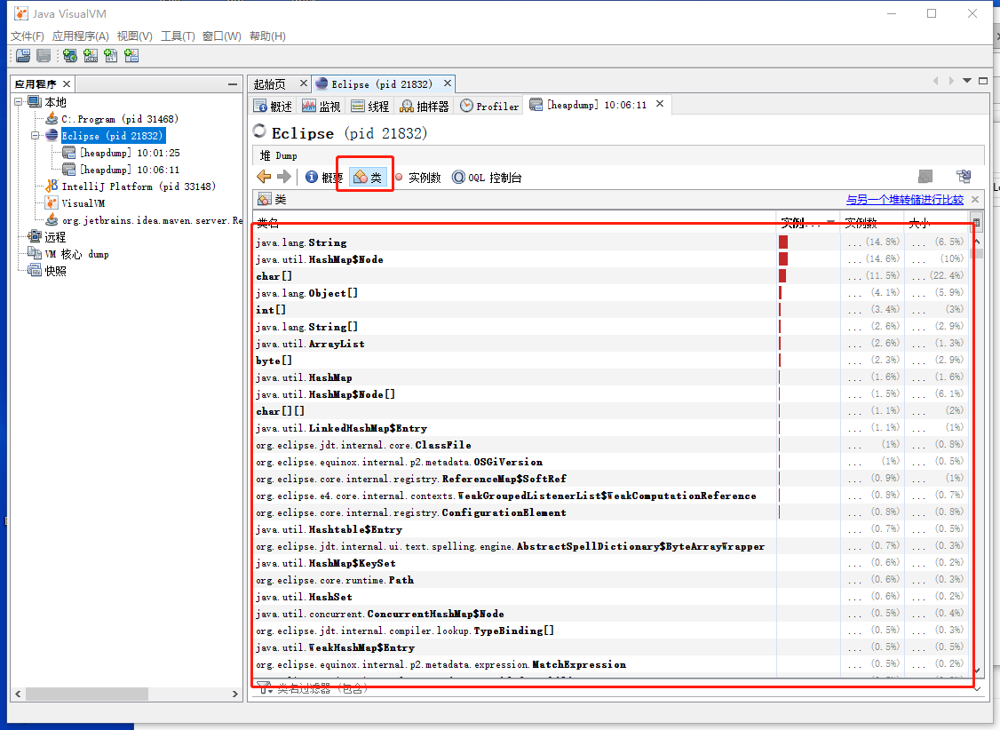 Java VisualVM
文件(F) 应用程序(A) 视图(V) 工具(T) 窗口(W) 帮助(H)
应用程序
本地
C:.Program (pid 31468)
Eclipse (pid 21832)
[heapdump] 10:01:25
[heapdump] 10:06:11
IntelliJ Platform (pid 33148)
VisualVM
org.jetbrains.idea.maven.server.Re
远程
VM 核心 dump
快照
起始页 Eclipse (pid 21832)
概述 监视 线程 抽样器 Profiler [heapdump] 10:06:11
Eclipse (pid 21832)
堆 Dump
概要 类 实例数 OQL 控制台
类 与另一个堆转储进行比较
类名 实例... 实例数 大小
java.lang.String ... (14.8%) ... (6.5%)
java.util.HashMap$Node ... (14.6%) ... (10%)
char[] ... (11.5%) ... (22.4%)
java.lang.Object[] ... (4.1%) ... (5.9%)
int[] ... (3.4%) ... (3%)
java.lang.String[] ... (2.6%) ... (2.9%)
java.util.ArrayList ... (2.6%) ... (1.3%)
byte[] ... (2.3%) ... (2.9%)
java.util.HashMap ... (1.6%) ... (1.6%)
java.util.HashMap$Node[] ... (1.5%) ... (6.1%)
char[][] ... (1.1%) ... (2%)
java.util.LinkedHashMap$Entry ... (1.1%) ... (1%)
org.eclipse.jdt.internal.core.ClassFile ... (1%) ... (0.8%)
org.eclipse.equinox.internal.p2.metadata.OSGiVersion ... (1%) ... (0.5%)
org.eclipse.core.internal.registry.ReferenceMap$SoftRef ... (0.9%) ... (1%)
org.eclipse.e4.core.internal.contexts.WeakGroupedListenerList$WeakComputationReference ... (0.8%) ... (0.7%)
org.eclipse.core.internal.registry.ConfigurationElement ... (0.8%) ... (0.8%)
java.util.Hashtable$Entry ... (0.7%) ... (0.5%)
org.eclipse.jdt.internal.ui.text.spelling.engine.AbstractSpellDictionary$ByteArrayWrapper ... (0.7%) ... (0.3%)
java.util.HashMap$KeySet ... (0.6%) ... (0.2%)
org.eclipse.core.runtime.Path ... (0.6%) ... (0.3%)
java.util.HashSet ... (0.6%) ... (0.2%)
java.util.concurrent.ConcurrentHashMap$Node ... (0.5%) ... (0.4%)
org.eclipse.jdt.internal.compiler.lookup.TypeBinding[] ... (0.5%) ... (0.3%)
java.util.WeakHashMap$Entry ... (0.5%) ... (0.5%)
org.eclipse.equinox.internal.p2.metadata.expression.MatchExpression ... (0.5%) ... (0.2%)
类名过滤器 (包含)